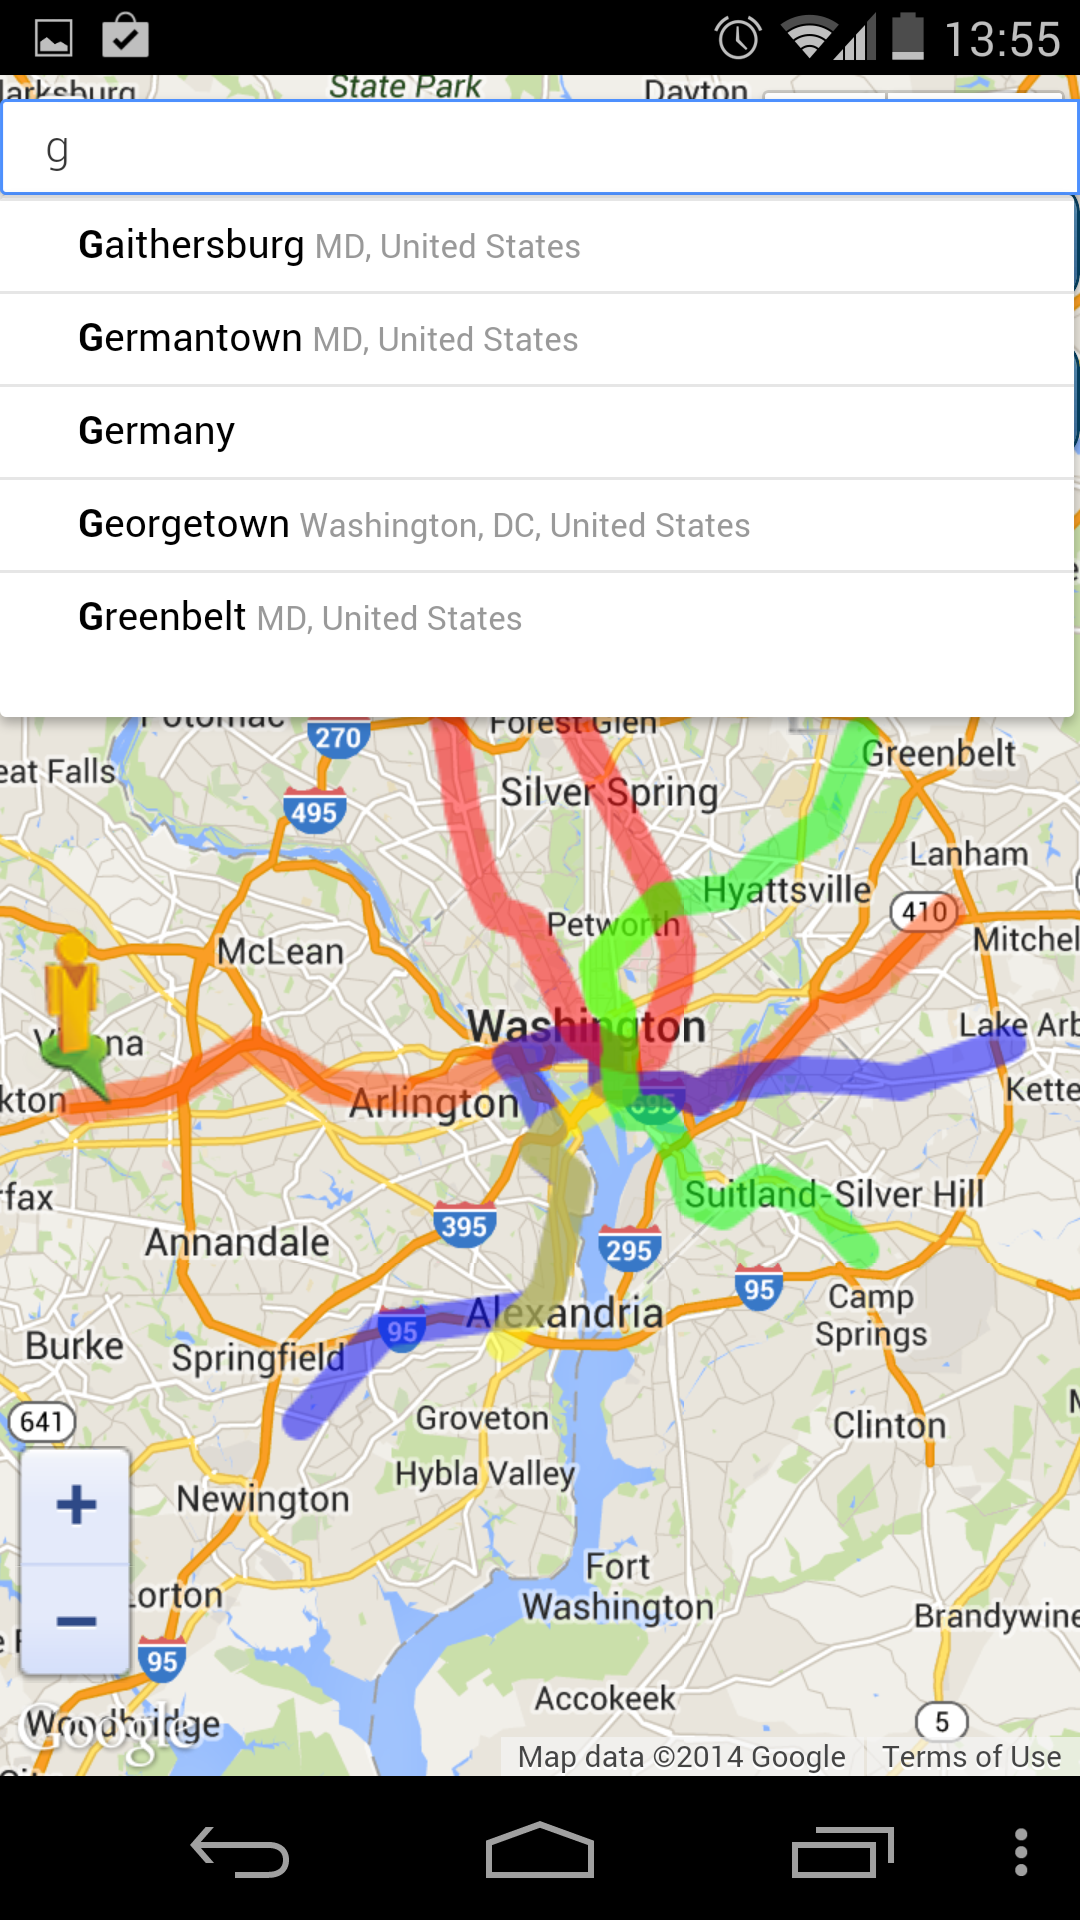 13:55
State Park
Dayton
g
Gaithersburg MD, United States
Germantown MD, United States
Germany
Georgetown Washington, DC, United States
Greenbelt MD, United States
Forest Glen
270
Greenbelt
eat Falls
Silver Spring
495
Lanham
Hyattsville
410
Petworth
McLean
Mitchel
Washington
Lake Arb
kton
Arlington
695
Kette
rfax
Suitland-Silver Hill
395
Annandale
295
95
Camp
Springs
Alexandria
95
Burke
Springfield
641
Groveton
Clinton
Hybla Valley
+
Newington
Fort
Washington
−
orton
Brandywine
95
Accokeek
Woodbridge
Google
5
Map data ©2014 Google
Terms of Use